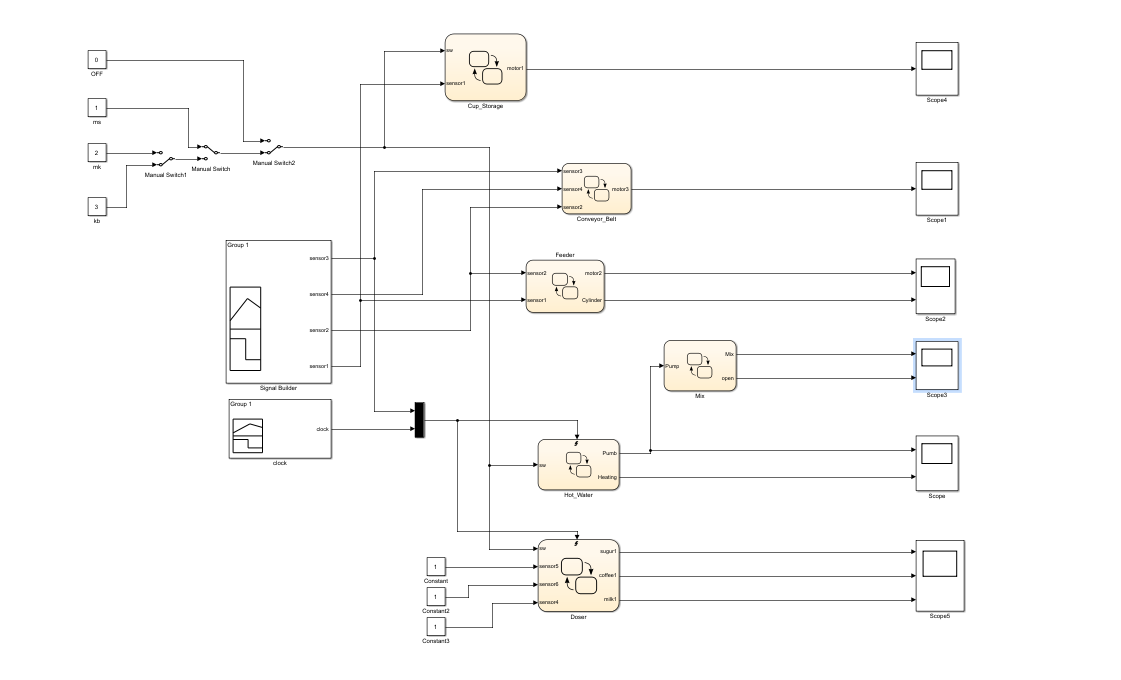 0
OFF
1
ms
2
mk
3
kb
Manual Switch1
Manual Switch
Manual Switch2
sw
sensor1
motor1
Cup_Storage
Scope4
sensor3
sensor4
sensor2
motor3
Conveyor_Belt
Scope1
Group 1
sensor3
sensor4
sensor2
sensor1
Signal Builder
Feeder
sensor2
sensor1
motor2
Cylinder
Scope2
Pump
Mix
open
Mix
Scope3
Group 1
clock
clock
sw
Pumb
Heating
Hot_Water
Scope
1
Constant
1
Constant2
1
Constant3
sw
sensor5
sensor6
sensor4
sugur1
coffee1
milk1
Doser
Scope5